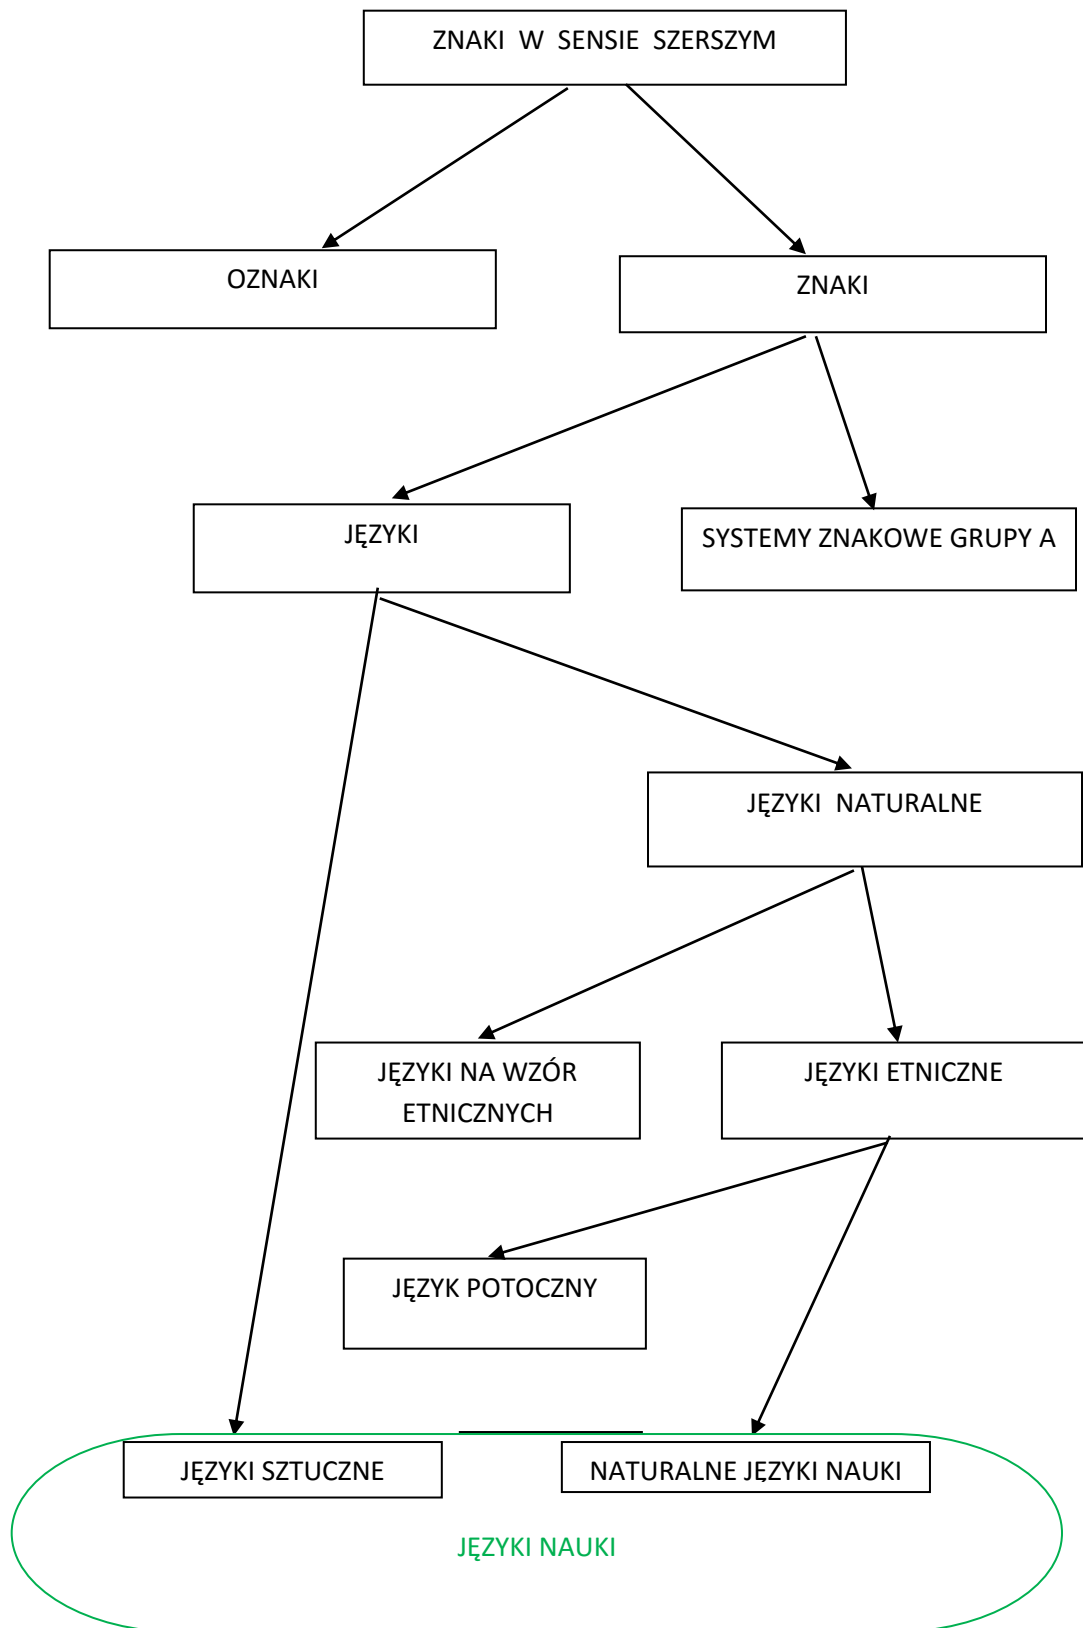 ZNAKI W SENSIE SZERSZYM
OZNAKI
ZNAKI
JĘZYKI
SYSTEMY ZNAKOWE GRUPY A
JĘZYKI NATURALNE
JĘZYKI NA WZÓR
ETNICZNYCH
JĘZYKI ETNICZNE
JĘZYK POTOCZNY
JĘZYKI SZTUCZNE
NATURALNE JĘZYKI NAUKI
JĘZYKI NAUKI